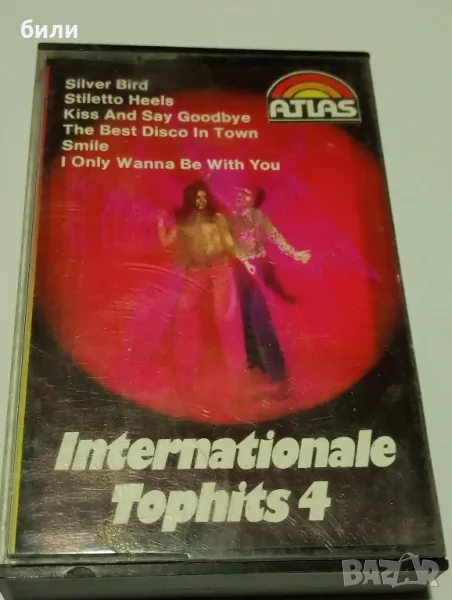 били
Silver Bird
Stiletto Heels
Kiss And Say Goodbye
The Best Disco In Town
Smile
I Only Wanna Be With You
ATLAS
Internationale
Tophits 4
BAZAR